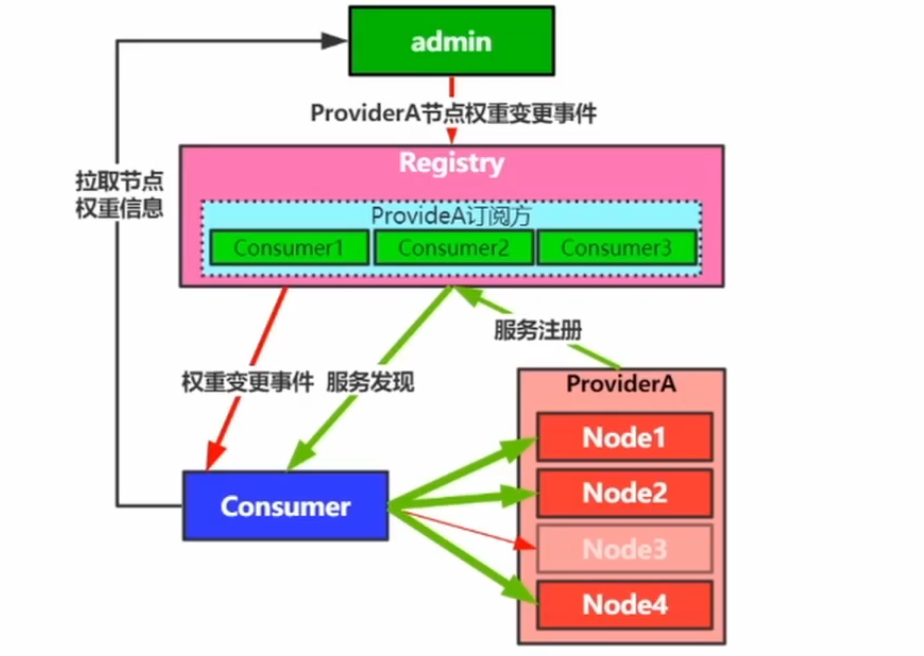 admin
ProviderA节点权重变更事件
Registry
拉取节点
权重信息
ProvideA订阅方
Consumer1
Consumer2
Consumer3
服务注册
权重变更事件
服务发现
ProviderA
Node1
Node2
Node3
Node4
Consumer